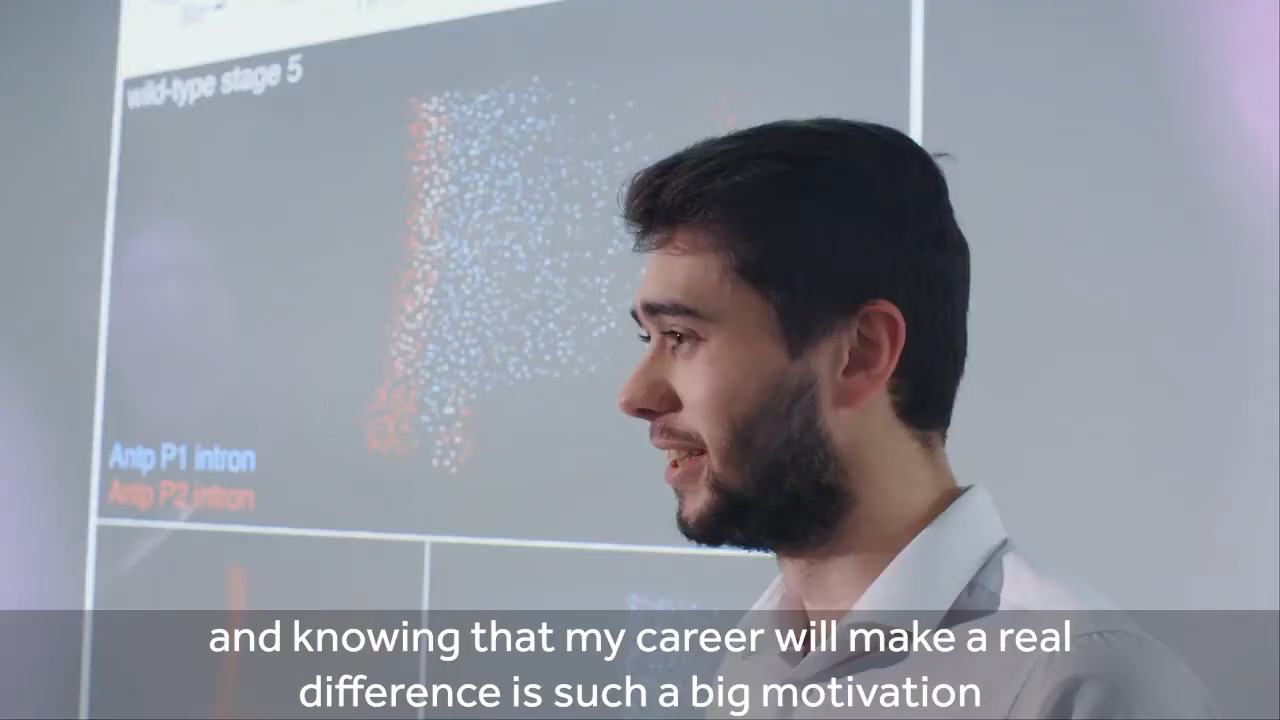 wild-type stage 5
Antp P1 intron
Antp P2 intron
and knowing that my career will make a real
difference is such a big motivation